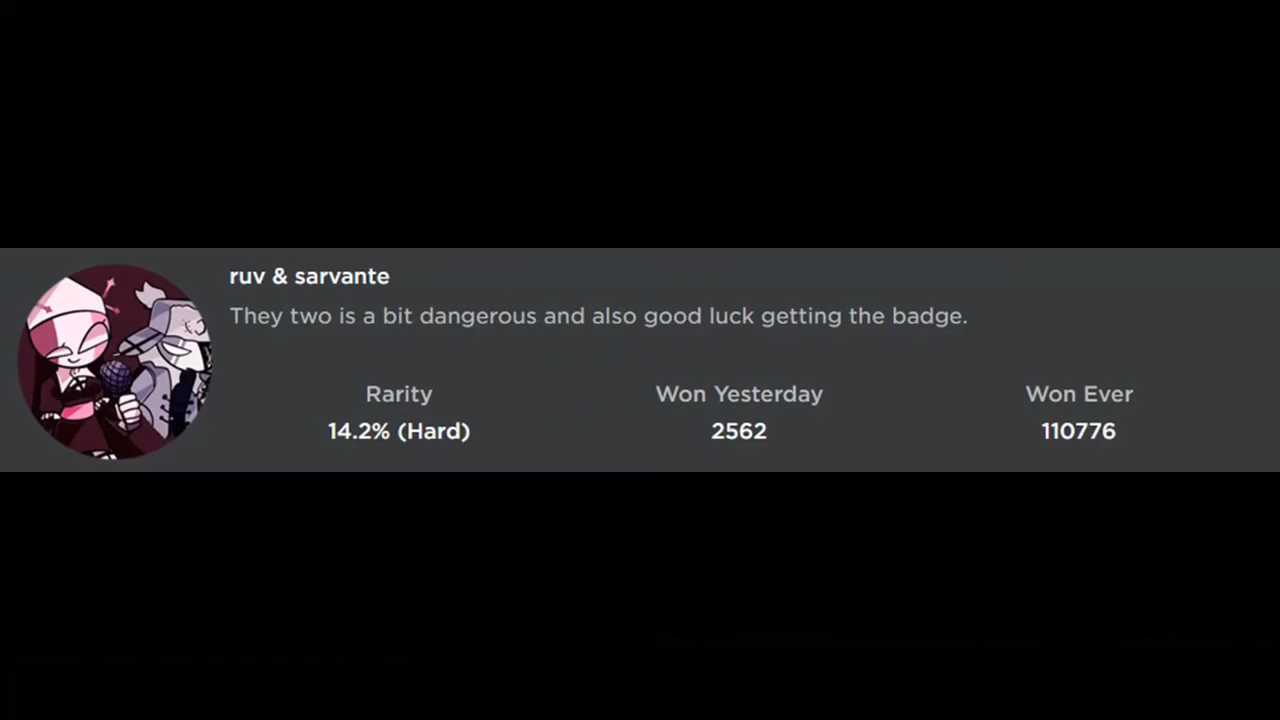 ruv & sarvante
They two is a bit dangerous and also good luck getting the badge.
Rarity Won Yesterday Won Ever
14.2% (Hard) 2562 110776